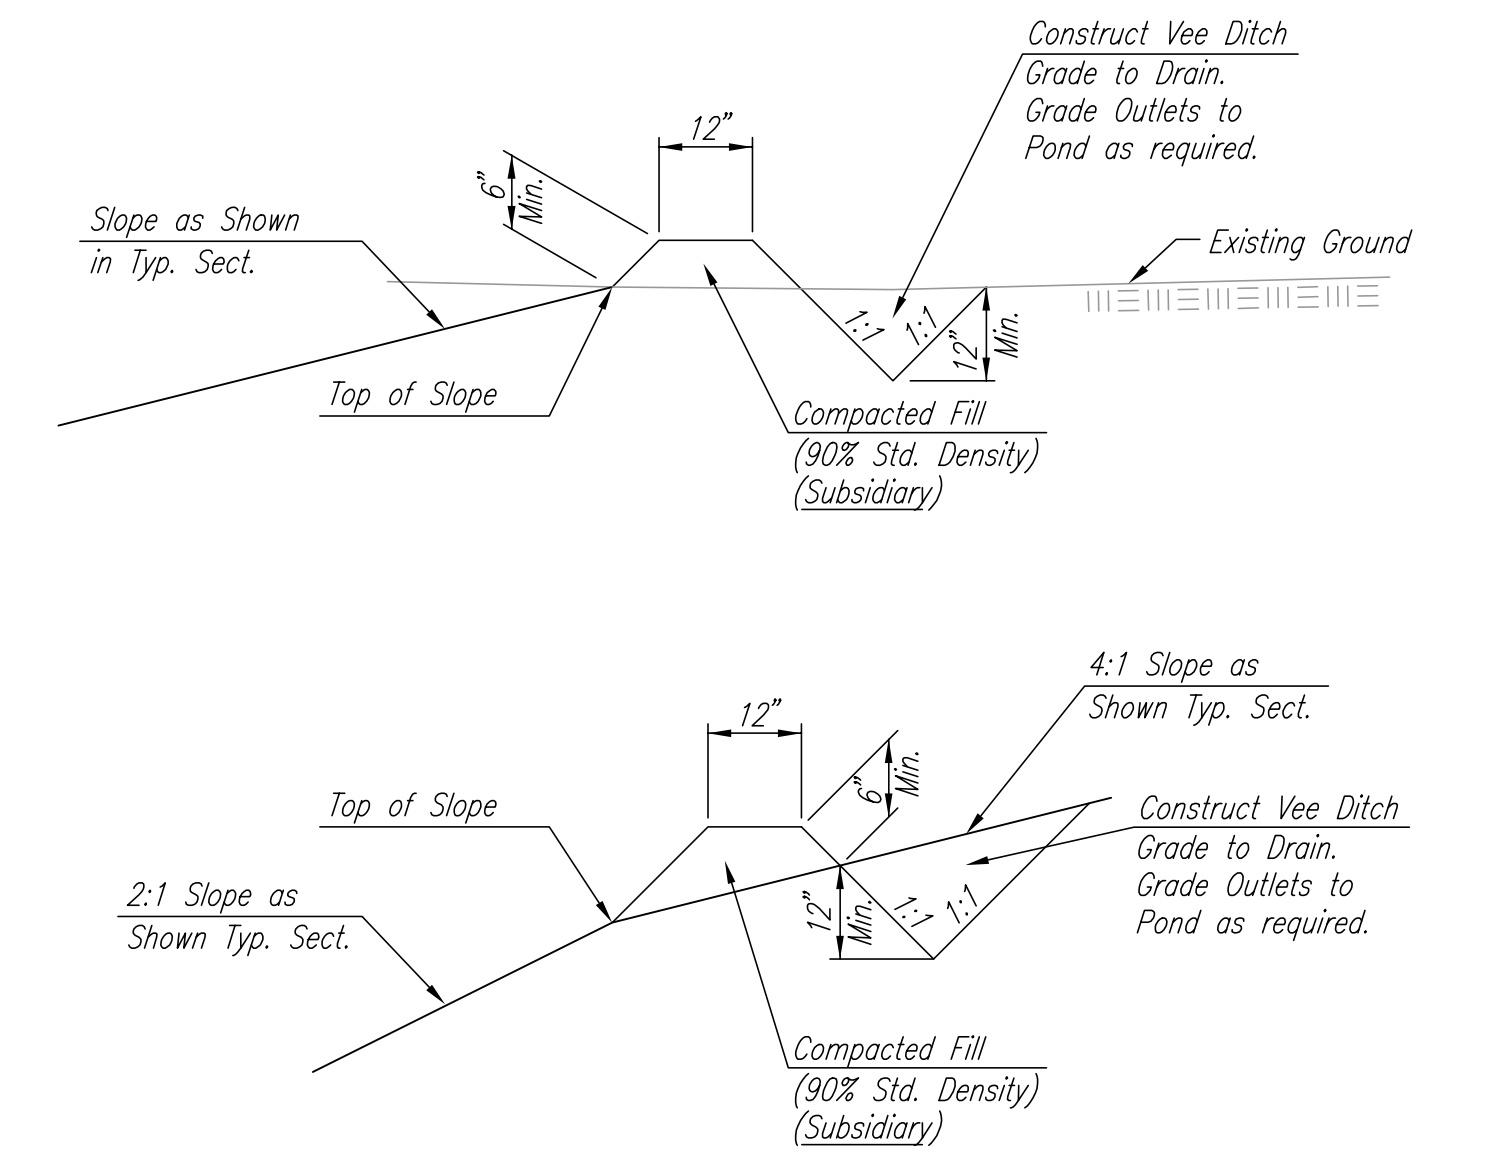 Construct Vee Ditch
Grade to Drain.
Grade Outlets to
Pond as required.
12"
6"
Min.
Slope as Shown
in Typ. Sect.
Existing Ground
1:1
1:1
12"
Min.
Top of Slope
Compacted Fill
(90% Std. Density)
(Subsidiary)
4:1 Slope as
Shown Typ. Sect.
12"
6"
Min.
Top of Slope
Construct Vee Ditch
Grade to Drain.
Grade Outlets to
Pond as required.
2:1 Slope as
Shown Typ. Sect.
12"
Min.
1:1
1:1
Compacted Fill
(90% Std. Density)
(Subsidiary)